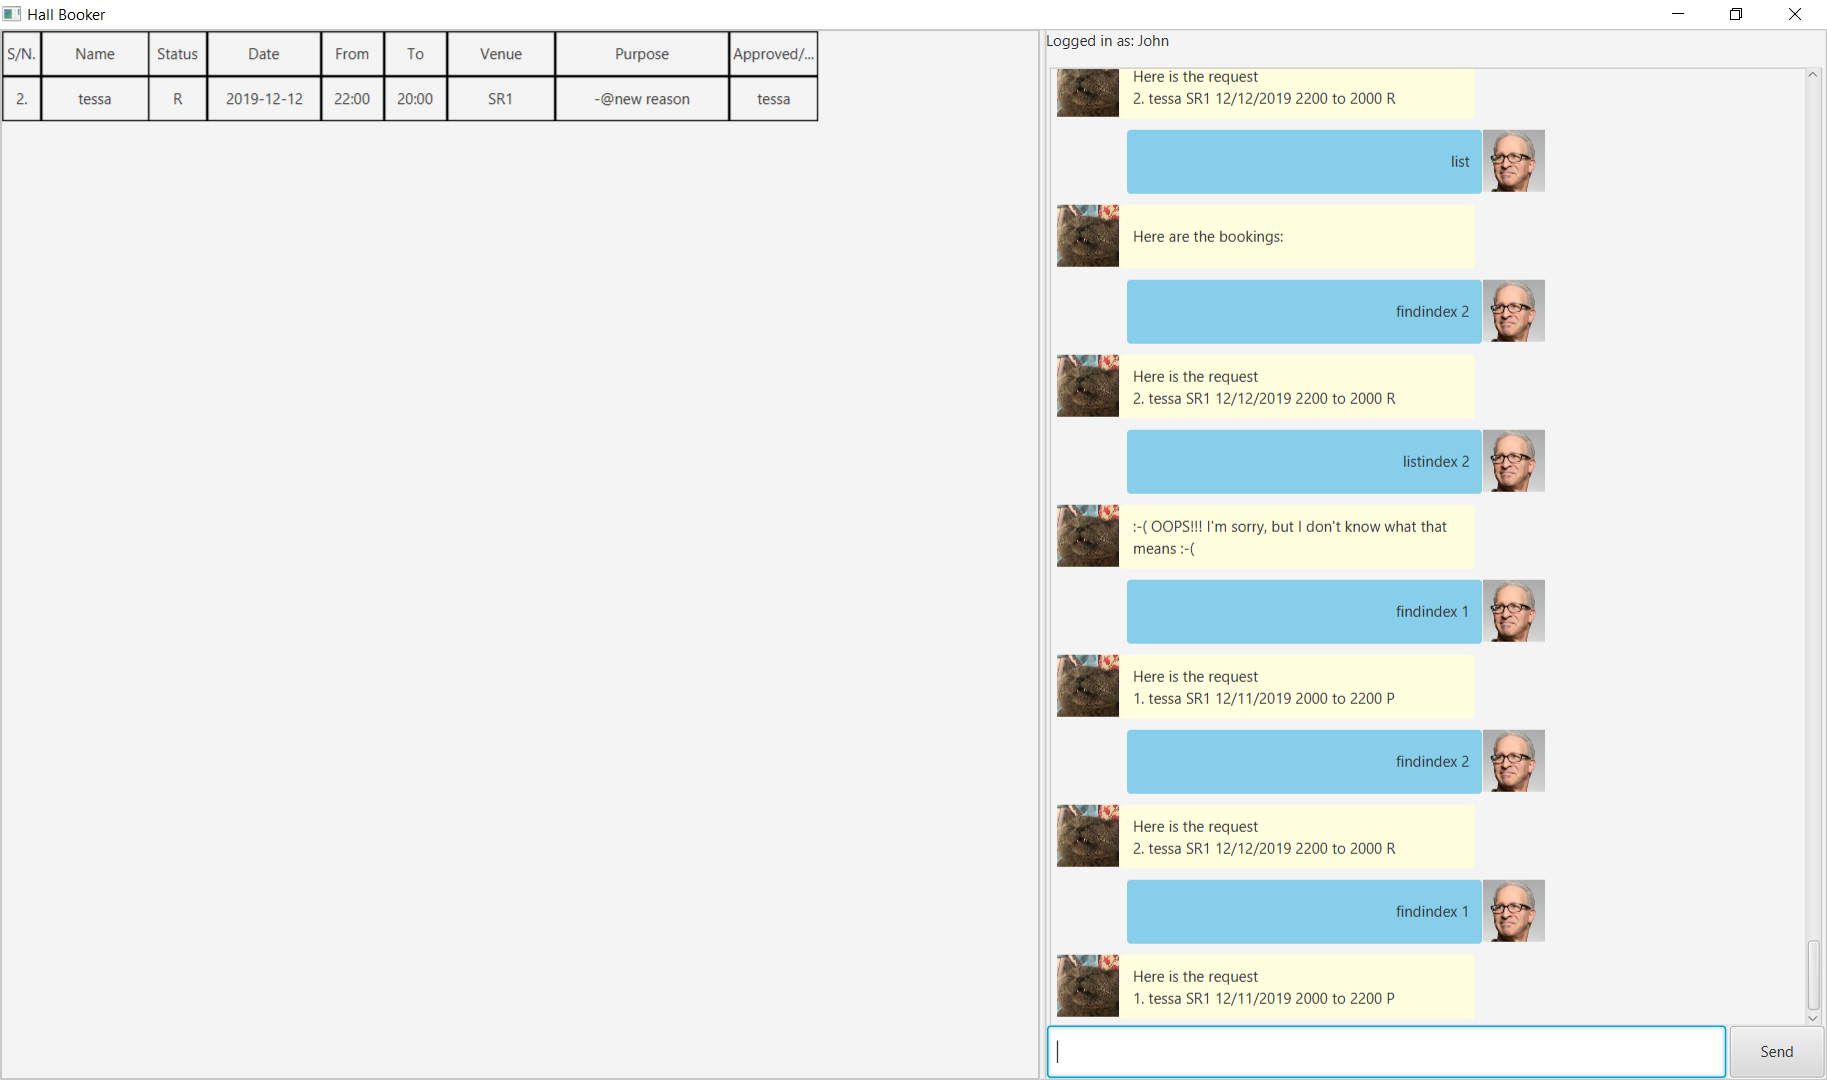 Hall Booker
S/N. Name Status Date From To Venue Purpose Approved/...
2. tessa R 2019-12-12 22:00 20:00 SR1 -@new reason tessa
Logged in as: John
Here is the request
2. tessa SR1 12/12/2019 2200 to 2000 R
list
Here are the bookings:
findindex 2
Here is the request
2. tessa SR1 12/12/2019 2200 to 2000 R
listindex 2
:-( OOPS!!! I'm sorry, but I don't know what that
means :-(
findindex 1
Here is the request
1. tessa SR1 12/11/2019 2000 to 2200 P
findindex 2
Here is the request
2. tessa SR1 12/12/2019 2200 to 2000 R
findindex 1
Here is the request
1. tessa SR1 12/11/2019 2000 to 2200 P
Send